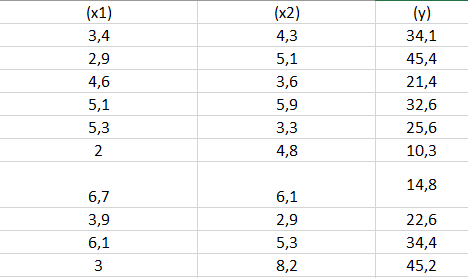 (x1) (x2) (y)
3,4 4,3 34,1
2,9 5,1 45,4
4,6 3,6 21,4
5,1 5,9 32,6
5,3 3,3 25,6
2 4,8 10,3
6,7 6,1 14,8
3,9 2,9 22,6
6,1 5,3 34,4
3 8,2 45,2